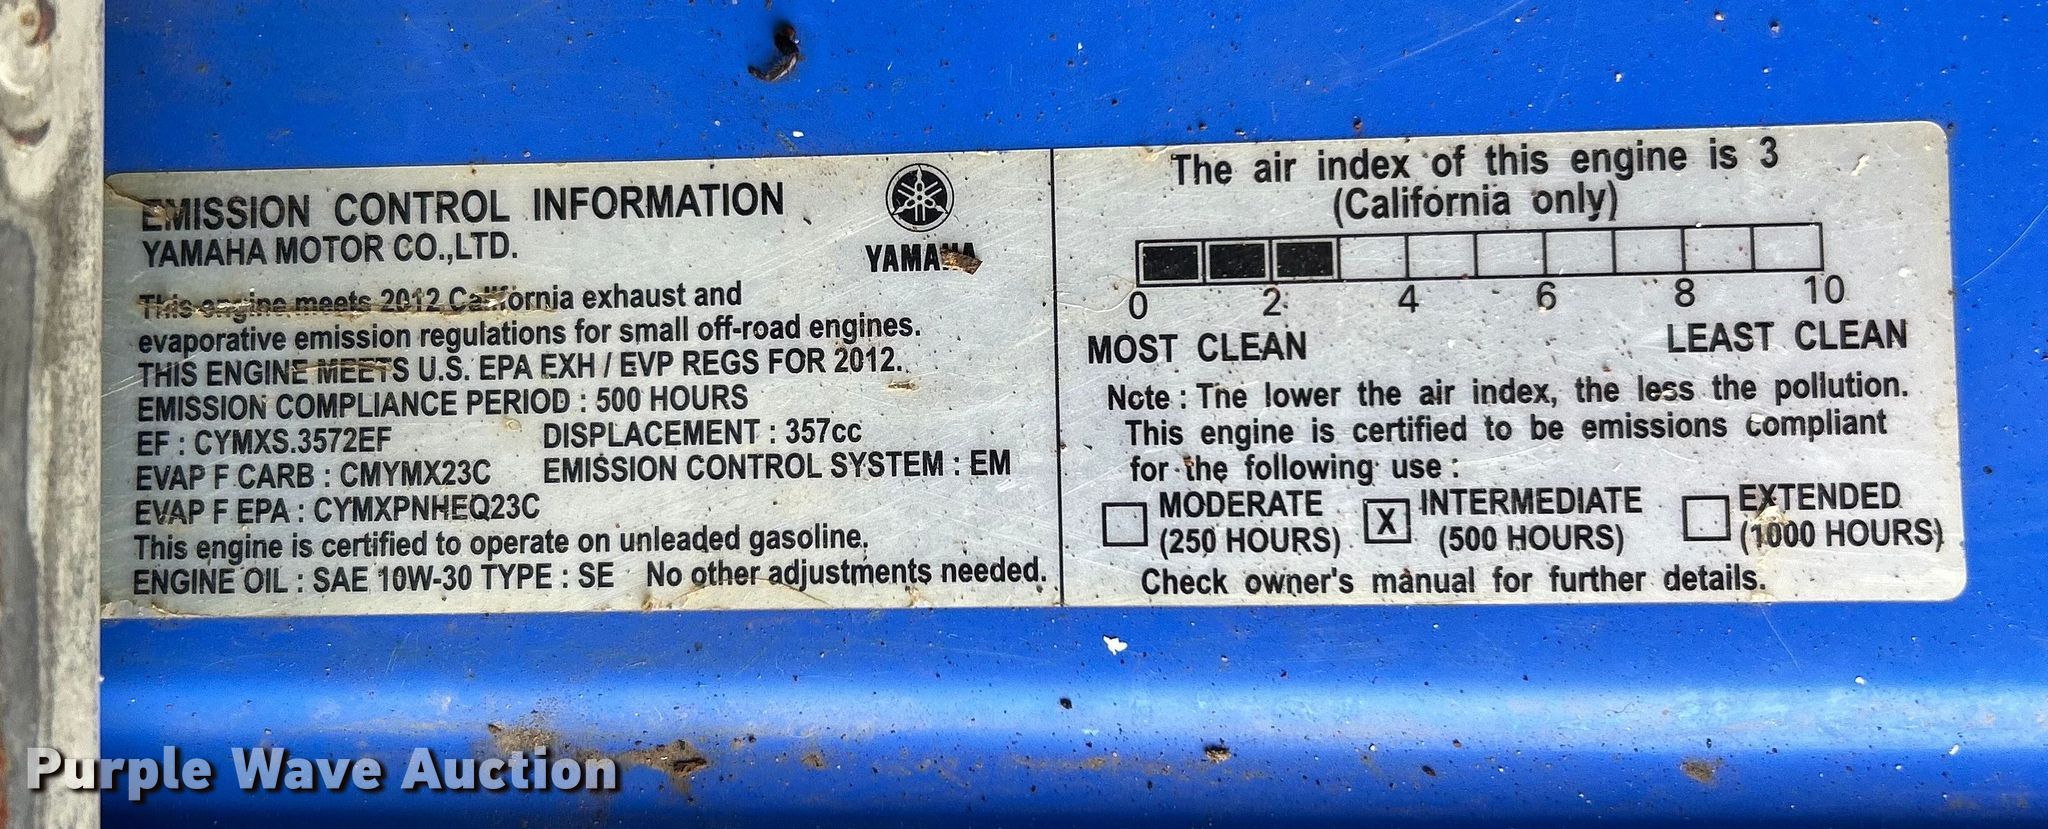 EMISSION CONTROL INFORMATION
YAMAHA MOTOR CO.,LTD.
YAMAHA
This engine meets 2012 California exhaust and
evaporative emission regulations for small off-road engines.
THIS ENGINE MEETS U.S. EPA EXH / EVP REGS FOR 2012.
EMISSION COMPLIANCE PERIOD : 500 HOURS
EF : CYMXS.3572EF DISPLACEMENT : 357cc
EVAP F CARB : CMYMX23C EMISSION CONTROL SYSTEM : EM
EVAP F EPA : CYMXPNHEQ23C
This engine is certified to operate on unleaded gasoline.
ENGINE OIL : SAE 10W-30 TYPE : SE No other adjustments needed.
The air index of this engine is 3
(California only)
0 2 4 6 8 10
MOST CLEAN LEAST CLEAN
Note : The lower the air index, the less the pollution.
This engine is certified to be emissions compliant
for the following use :
MODERATE X INTERMEDIATE EXTENDED
(250 HOURS) (500 HOURS) (1000 HOURS)
Check owner's manual for further details.
Purple Wave Auction